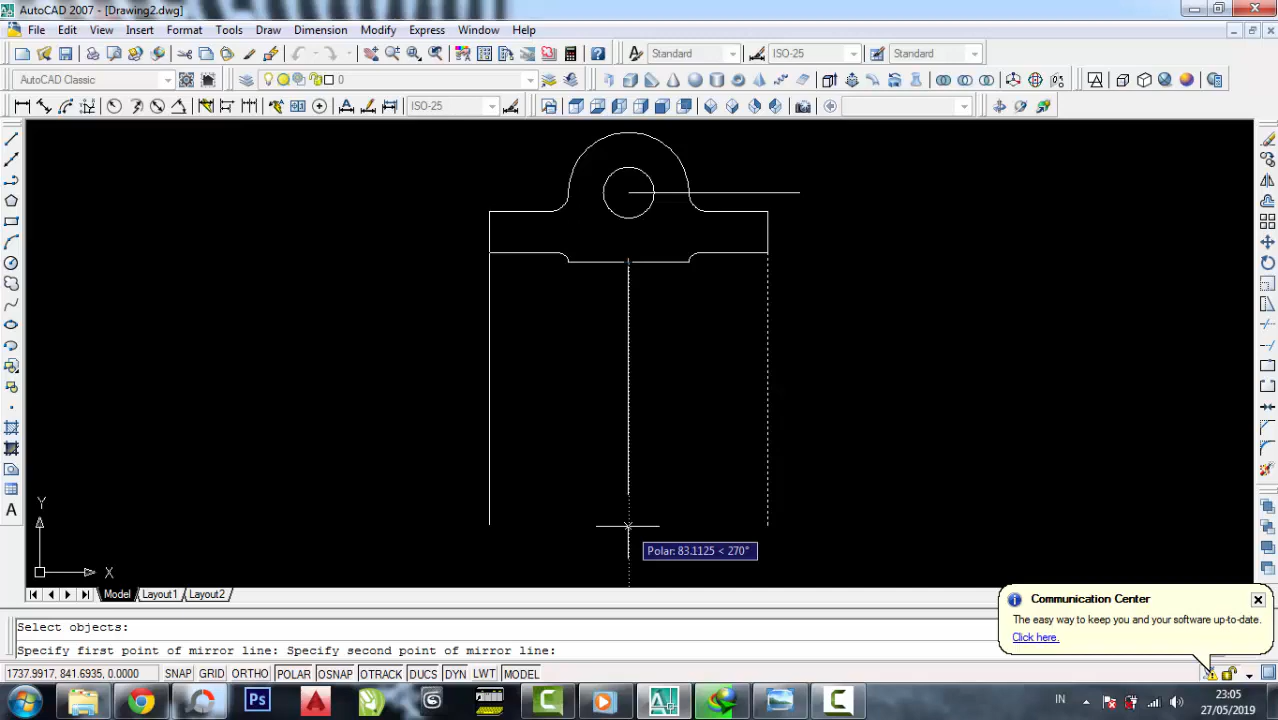 AutoCAD 2007 - [Drawing2.dwg]
File Edit View Insert Format Tools Draw Dimension Modify Express Window Help
Standard ISO-25 Standard
AutoCAD Classic 0
ISO-25
Polar: 83.1125 < 270°
Y
X
Model Layout1 Layout2
Communication Center
The easy way to keep you and your software up-to-date.
Click here.
Select objects:
Specify first point of mirror line: Specify second point of mirror line:
1737.9917, 841.6935, 0.0000 SNAP GRID ORTHO POLAR OSNAP OTRACK DUCS DYN LWT MODEL
Ps
IN
23:05
27/05/2019